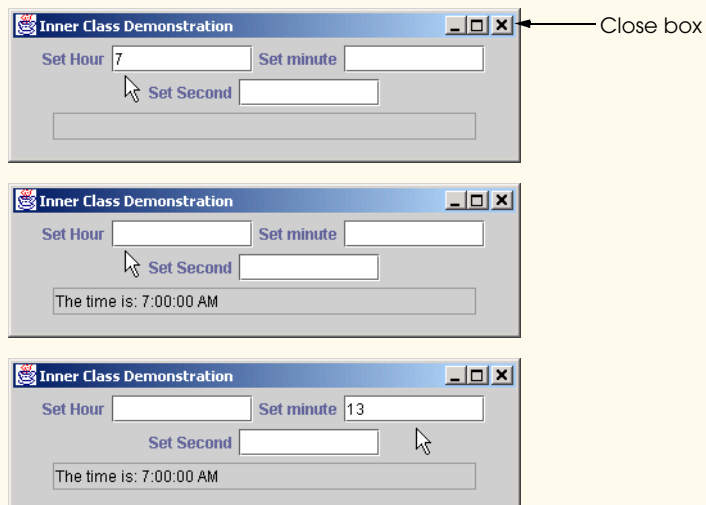 Inner Class Demonstration
Close box
Set Hour 7 Set minute
Set Second
Inner Class Demonstration
Set Hour Set minute
Set Second
The time is: 7:00:00 AM
Inner Class Demonstration
Set Hour Set minute 13
Set Second
The time is: 7:00:00 AM